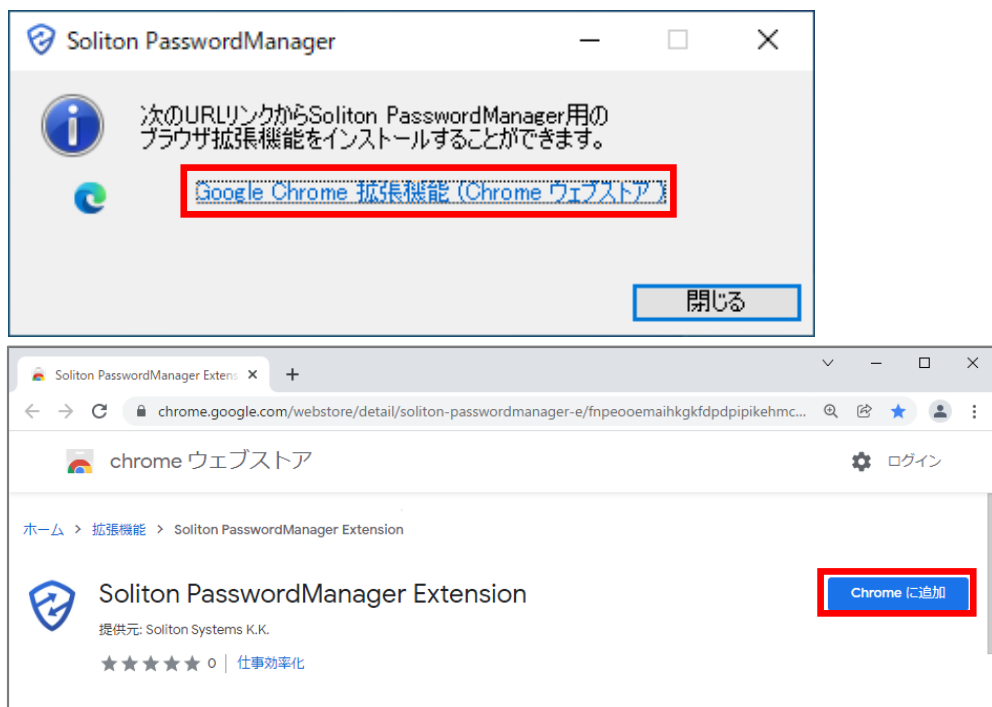 Soliton PasswordManager
次のURLリンクからSoliton PasswordManager用の
ブラウザ拡張機能をインストールすることができます。
Google Chrome 拡張機能 (Chrome ウェブストア)
閉じる
Soliton PasswordManager Extens
chrome.google.com/webstore/detail/soliton-passwordmanager-e/fnpeooemaihkgkfdpdpipikehmc...
chrome ウェブストア
ログイン
ホーム > 拡張機能 > Soliton PasswordManager Extension
Soliton PasswordManager Extension
Chrome に追加
提供元: Soliton Systems K.K.
★★★★★ 0 | 仕事効率化